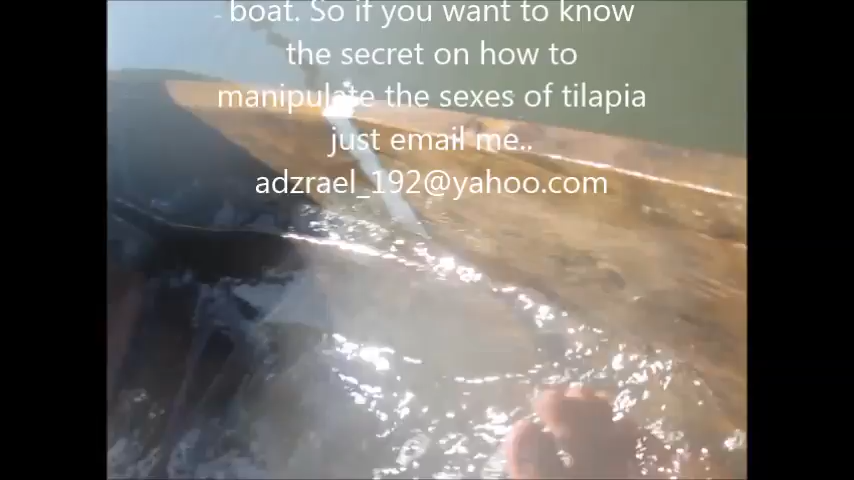 boat. So if you want to know
the secret on how to
manipulate the sexes of tilapia
just email me..
adzrael_192@yahoo.com